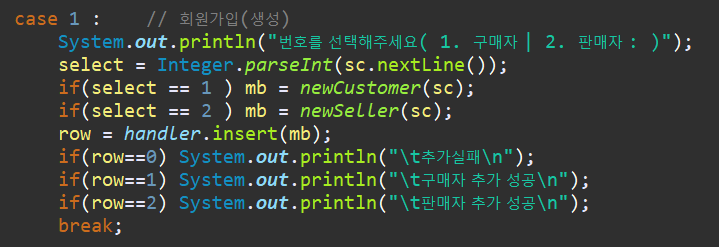 case 1 :    // 회원가입(생성)
    System.out.println("번호를 선택해주세요( 1. 구매자 | 2. 판매자 : )");
    select = Integer.parseInt(sc.nextLine());
    if(select == 1 ) mb = newCustomer(sc);
    if(select == 2 ) mb = newSeller(sc);
    row = handler.insert(mb);
    if(row==0) System.out.println("\t추가실패\n");
    if(row==1) System.out.println("\t구매자 추가 성공\n");
    if(row==2) System.out.println("\t판매자 추가 성공\n");
    break;